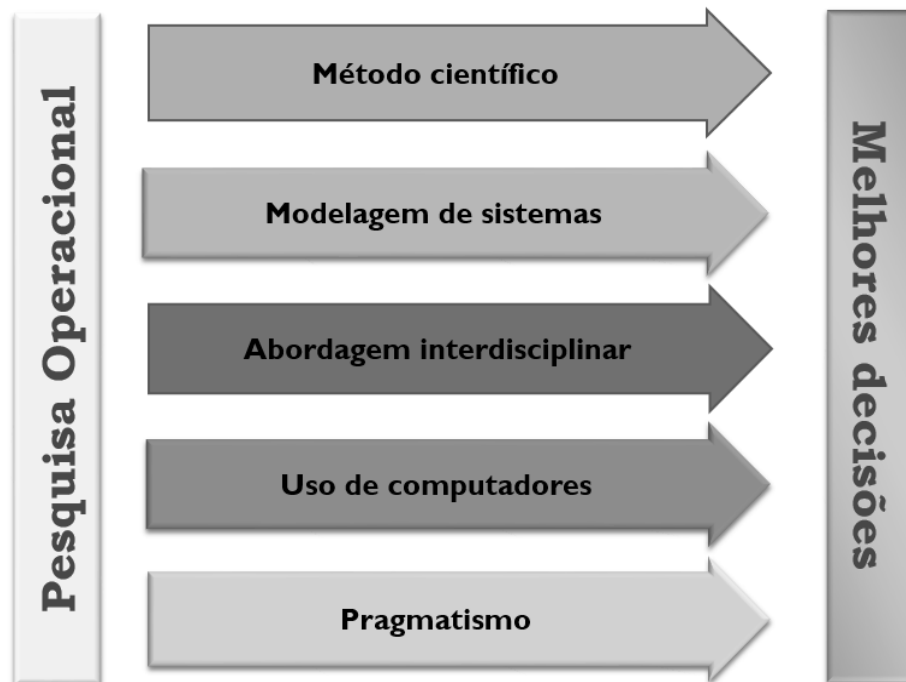 Pesquisa Operacional
Método científico
Modelagem de sistemas
Abordagem interdisciplinar
Uso de computadores
Pragmatismo
Melhores decisões